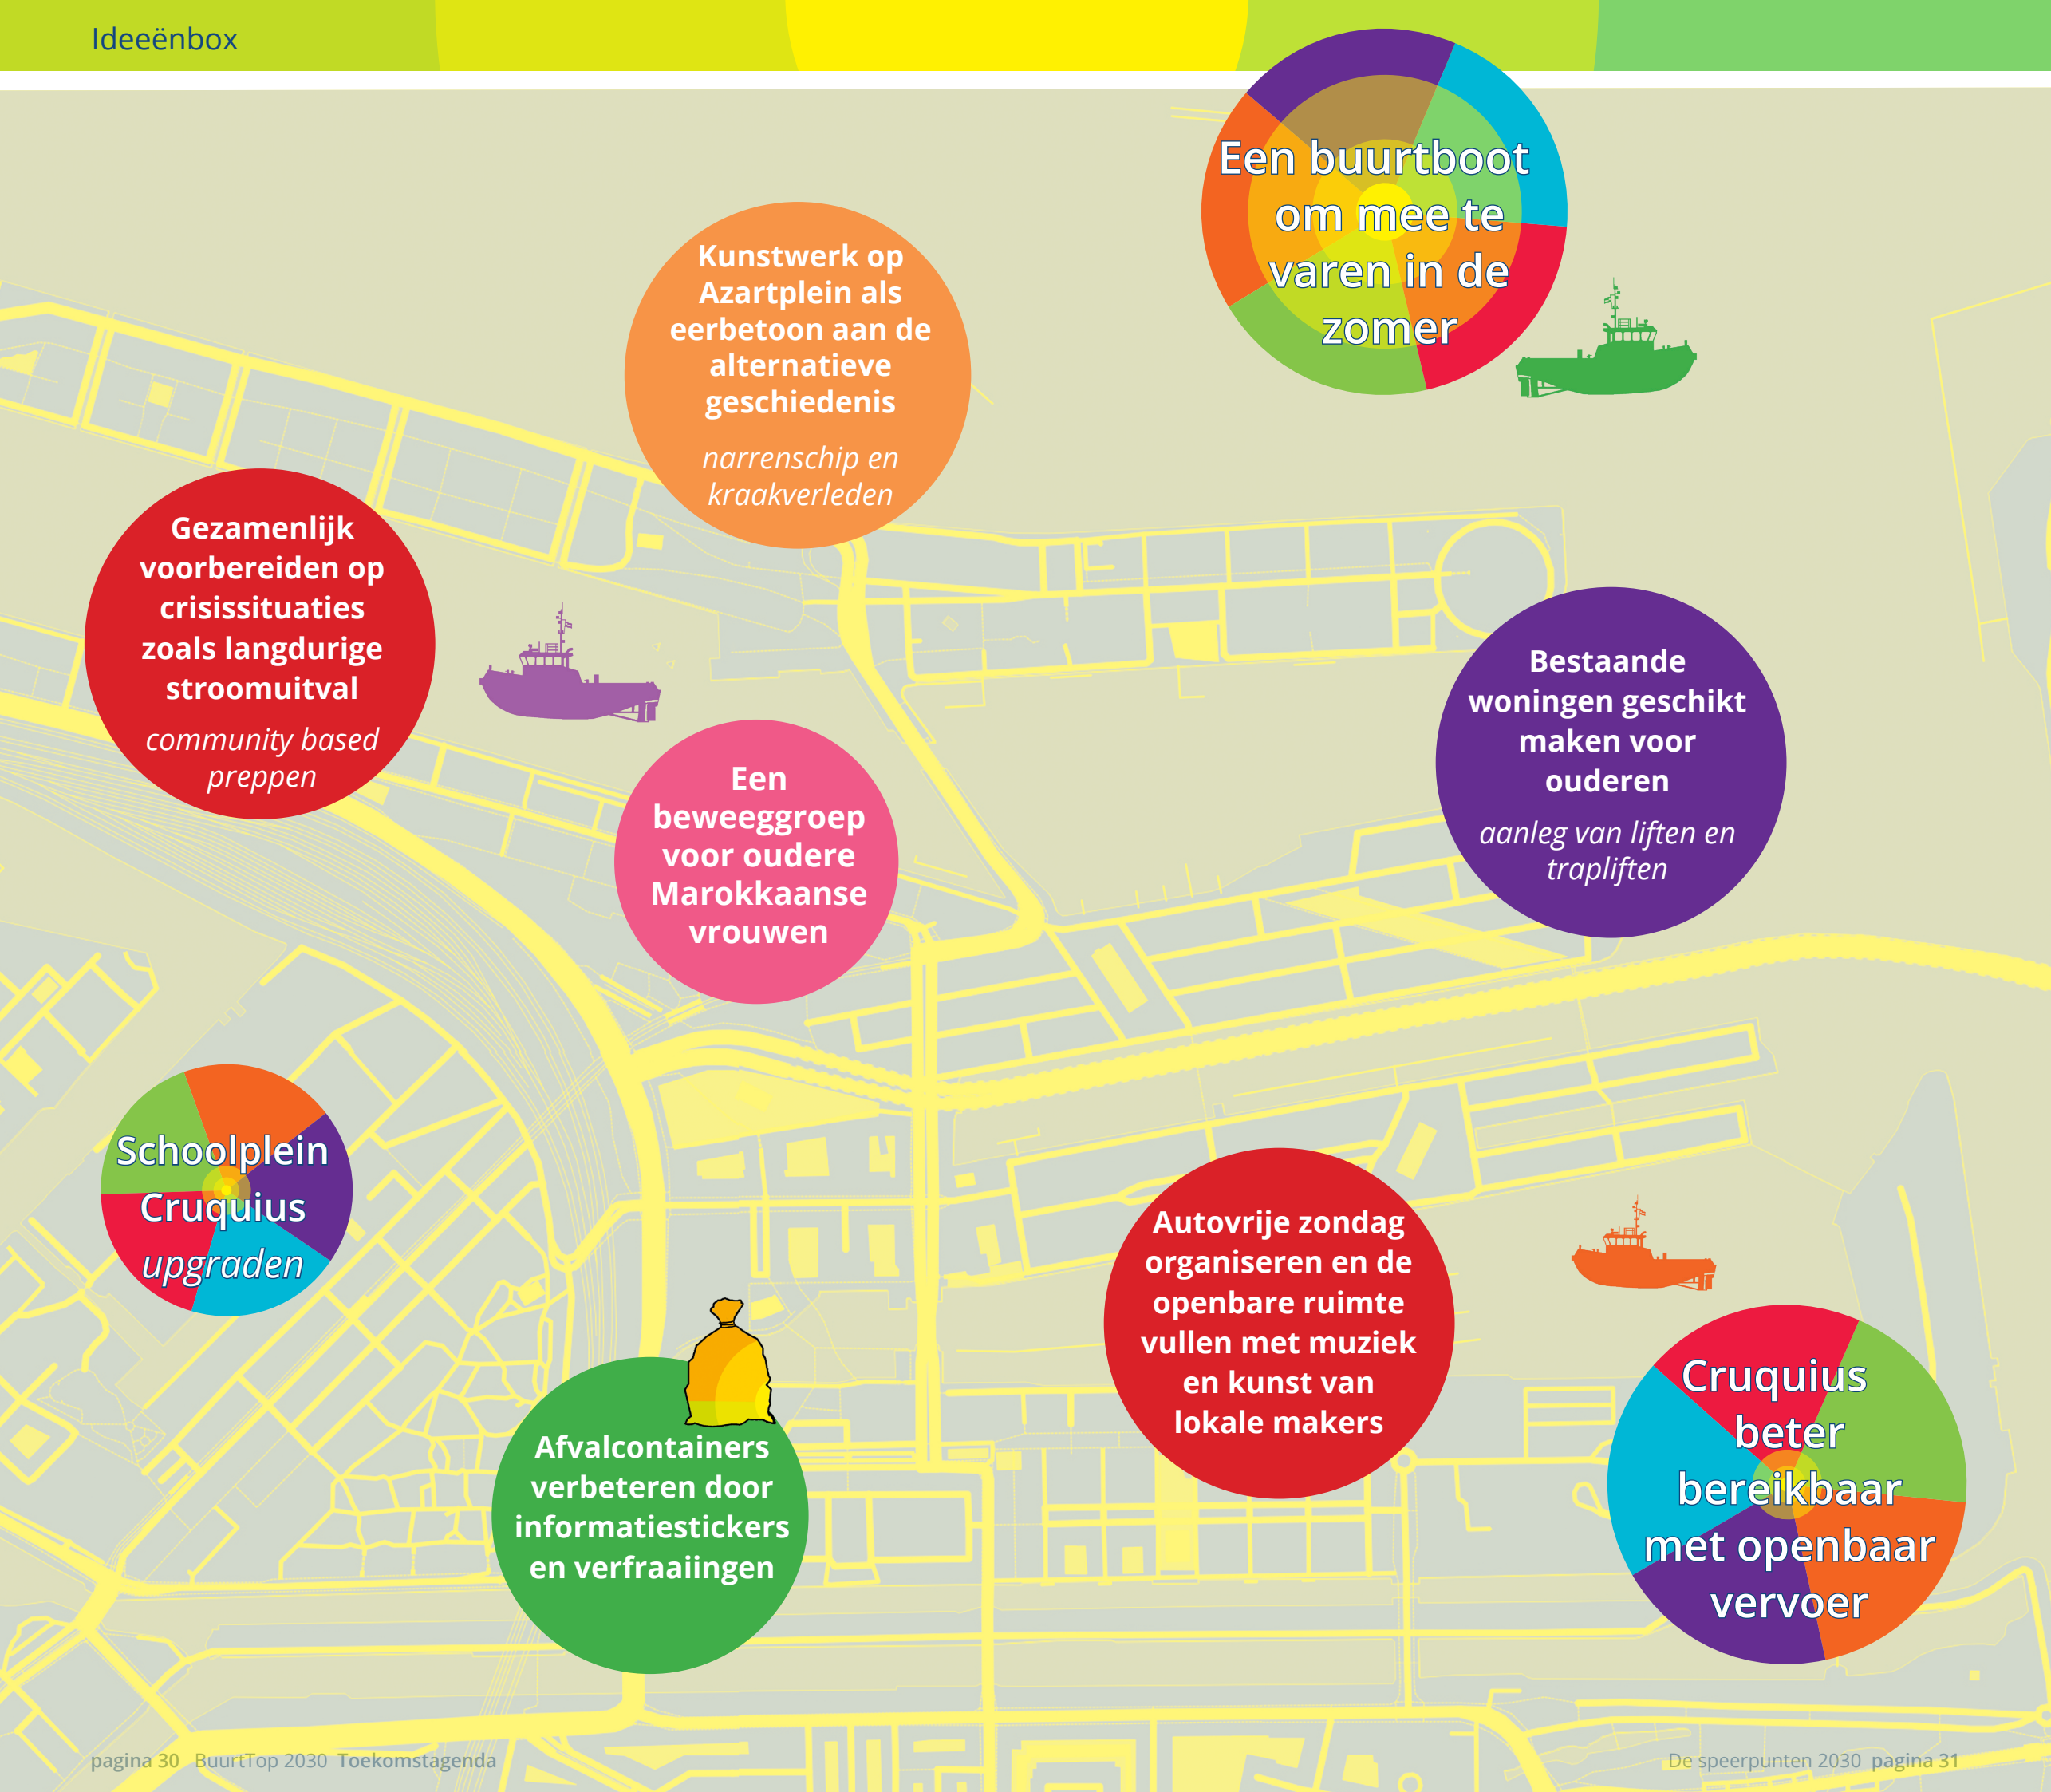 Ideeënbox
Een buurtboot
om mee te
varen in de
zomer
Kunstwerk op
Azartplein als
eerbetoon aan de
alternatieve
geschiedenis
narrenschip en
kraakverleden
Gezamenlijk
voorbereiden op
crisissituaties
zoals langdurige
stroomuitval
community based
preppen
Bestaande
woningen geschikt
maken voor
ouderen
aanleg van liften en
trapliften
Een
beweeggroep
voor oudere
Marokkaanse
vrouwen
Schoolplein
Cruquius
upgraden
Autovrije zondag
organiseren en de
openbare ruimte
vullen met muziek
en kunst van
lokale makers
Cruquius
beter
bereikbaar
met openbaar
vervoer
Afvalcontainers
verbeteren door
informatiestickers
en verfraaiingen
pagina 30 BuurtTop 2030 Toekomstagenda
De speerpunten 2030 pagina 31